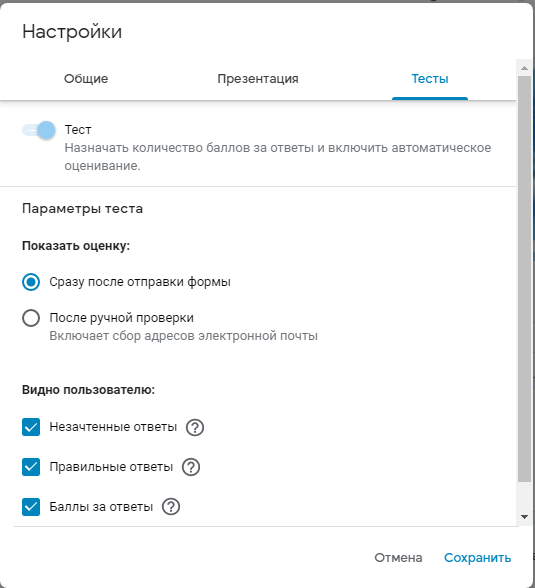 Настройки
Общие
Презентация
Тесты
Тест
Назначать количество баллов за ответы и включить автоматическое
оценивание.
Параметры теста
Показать оценку:
Сразу после отправки формы
После ручной проверки
Включает сбор адресов электронной почты
Видно пользователю:
Незачтенные ответы
Правильные ответы
Баллы за ответы
Отмена
Сохранить